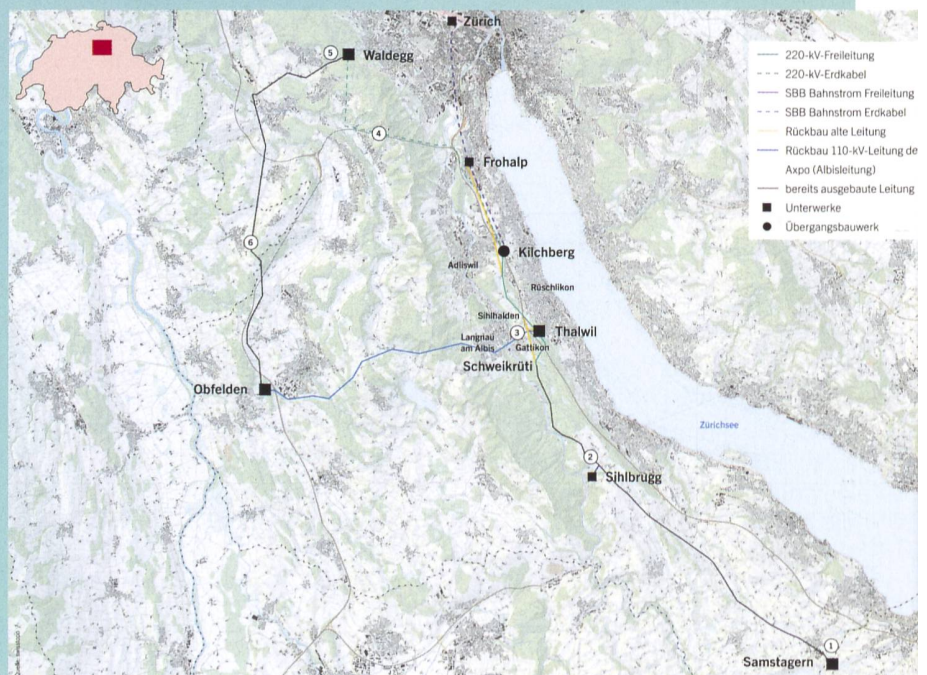 Zürich
5
Waldegg
220-kV-Freileitung
220-kV-Erdkabel
SBB Bahnstrom Freileitung
SBB Bahnstrom Erdkabel
Rückbau alte Leitung
Rückbau 110-kV-Leitung de
Axpo (Albisleitung)
bereits ausgebaute Leitung
Unterwerke
Übergangsbauwerk
4
Frohalp
6
Kilchberg
Adliswil
Rüschlikon
Sihlhalden
3
Thalwil
Langnau
am Albis
Gattikon
Schweikrüti
Obfelden
Zürichsee
2
Sihlbrugg
1
Samstagern